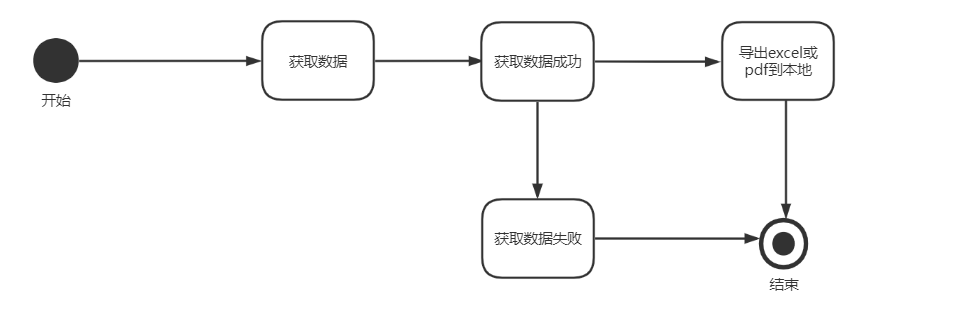 开始
获取数据
获取数据成功
导出excel或
pdf到本地
获取数据失败
结束